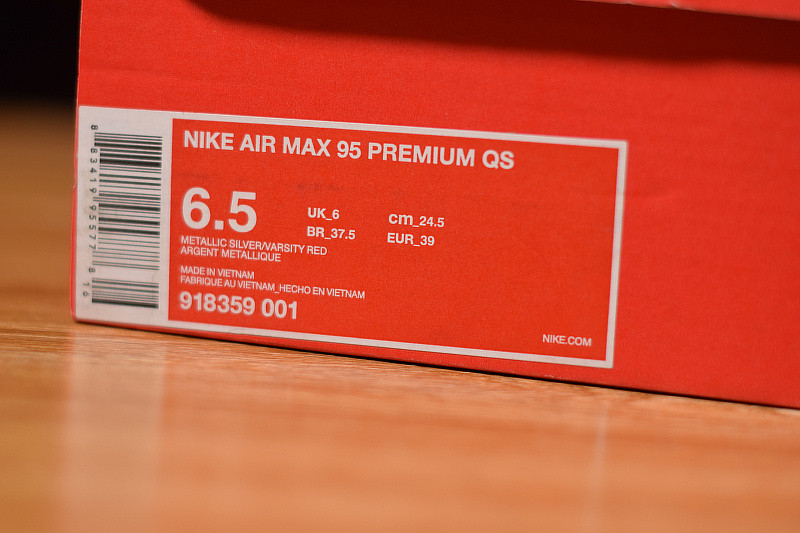 NIKE AIR MAX 95 PREMIUM QS
6.5
UK_6 cm_24.5
BR_37.5 EUR_39
METALLIC SILVER/VARSITY RED
ARGENT METALLIQUE
MADE IN VIETNAM
FABRIQUE AU VIETNAM_HECHO EN VIETNAM
918359 001
NIKE.COM